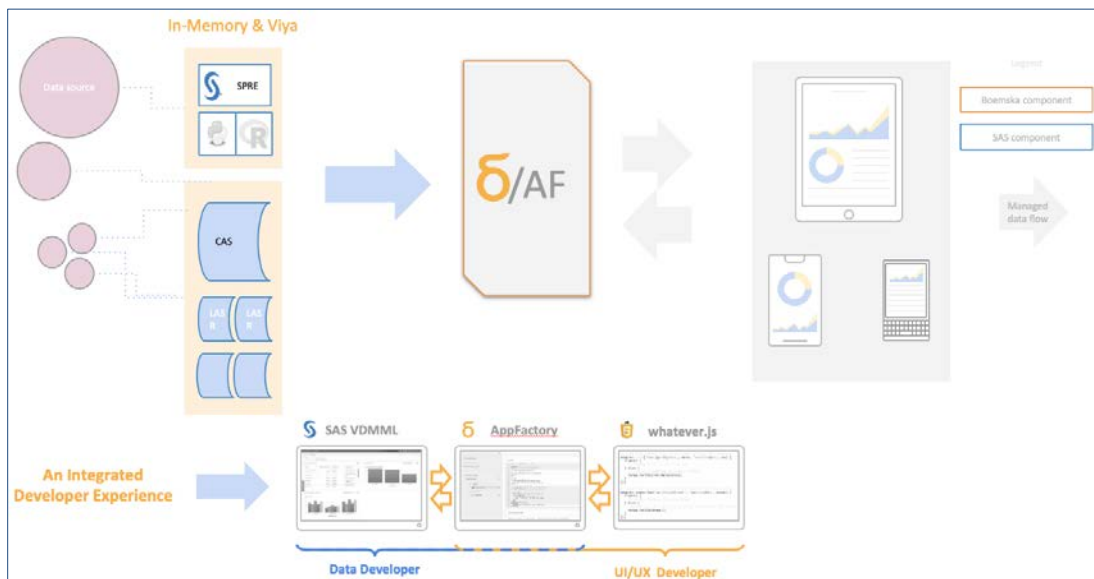 In-Memory & Viya
Data source
SPRE
R
CAS
LAS
R
LAS
R
δ/AF
Legend
Boemska component
SAS component
Managed
data flow
An Integrated
Developer Experience
SAS VDMML
δ AppFactory
whatever.js
Data Developer
UI/UX Developer